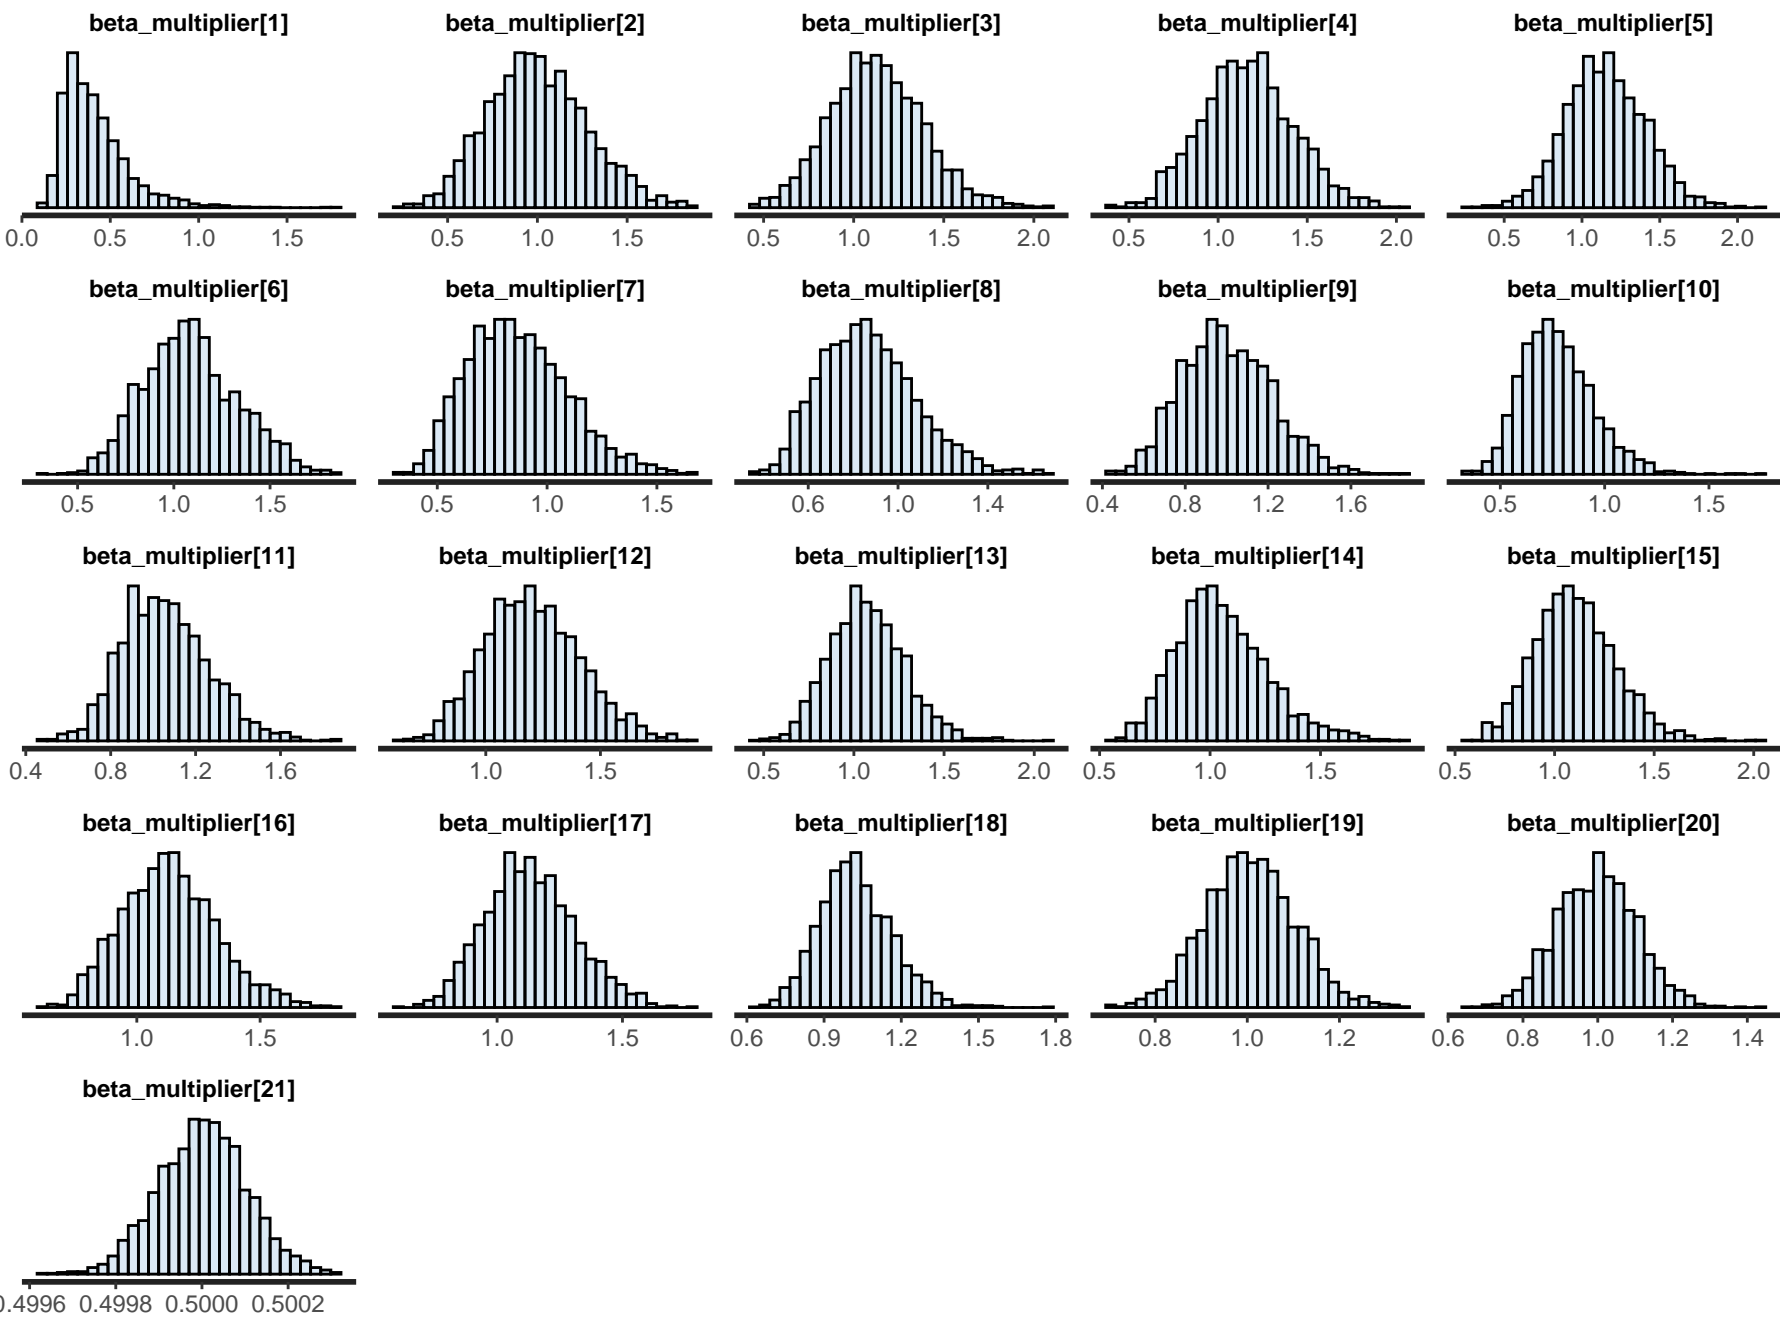 beta_multiplier[1] beta_multiplier[2] beta_multiplier[3] beta_multiplier[4] beta_multiplier[5]
0.0 0.5 1.0 1.5 0.5 1.0 1.5 0.5 1.0 1.5 2.0 0.5 1.0 1.5 2.0 0.5 1.0 1.5 2.0
beta_multiplier[6] beta_multiplier[7] beta_multiplier[8] beta_multiplier[9] beta_multiplier[10]
0.5 1.0 1.5 0.5 1.0 1.5 0.6 1.0 1.4 0.4 0.8 1.2 1.6 0.5 1.0 1.5
beta_multiplier[11] beta_multiplier[12] beta_multiplier[13] beta_multiplier[14] beta_multiplier[15]
0.4 0.8 1.2 1.6 1.0 1.5 0.5 1.0 1.5 2.0 0.5 1.0 1.5 0.5 1.0 1.5 2.0
beta_multiplier[16] beta_multiplier[17] beta_multiplier[18] beta_multiplier[19] beta_multiplier[20]
1.0 1.5 1.0 1.5 0.6 0.9 1.2 1.5 1.8 0.8 1.0 1.2 0.6 0.8 1.0 1.2 1.4
beta_multiplier[21]
0.4996 0.4998 0.5000 0.5002